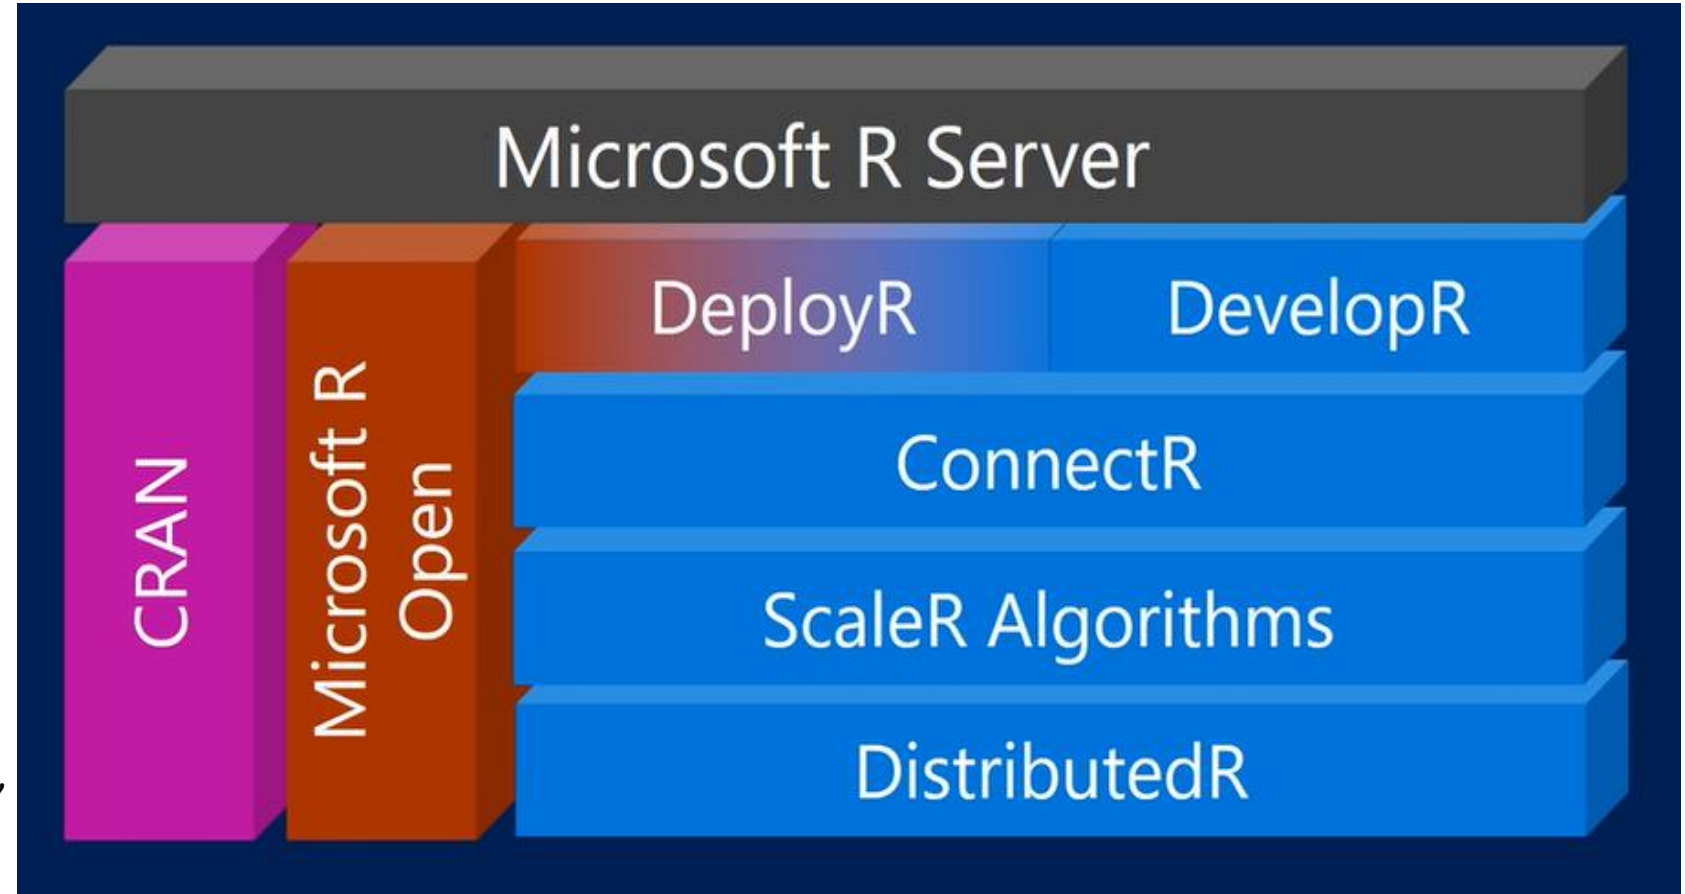 Microsoft R Server
CRAN
Microsoft R
Open
DeployR
DevelopR
ConnectR
ScaleR Algorithms
DistributedR
,